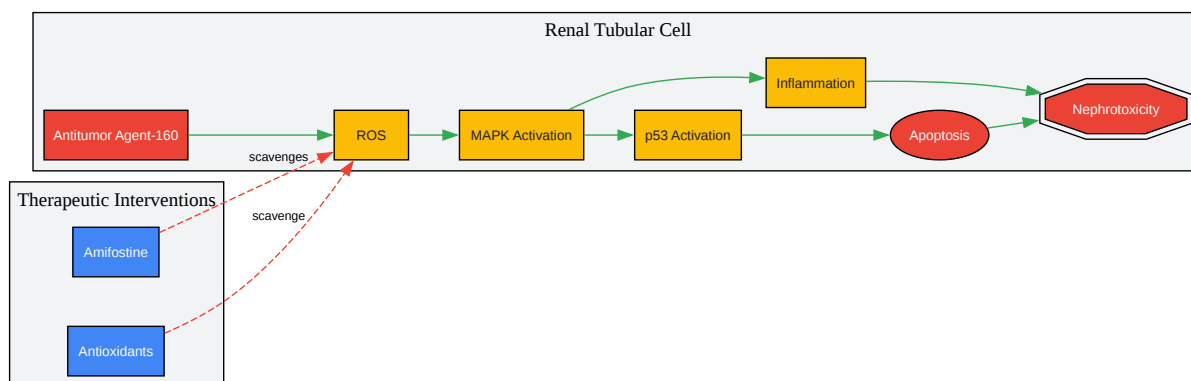 Renal Tubular Cell
Inflammation
Nephrotoxicity
Antitumor Agent-160
ROS
MAPK Activation
p53 Activation
Apoptosis
scavenges
Therapeutic Interventions
scavenge
Amifostine
Antioxidants